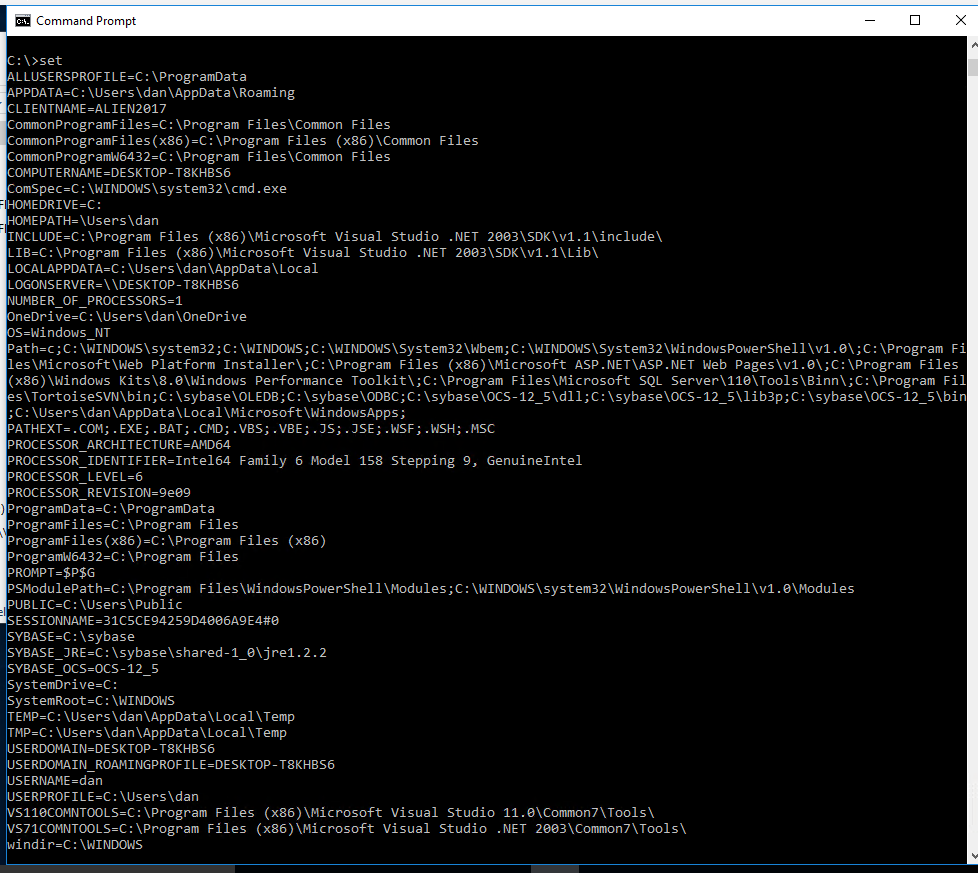 Command Prompt
C:\>set
ALLUSERSPROFILE=C:\ProgramData
APPDATA=C:\Users\dan\AppData\Roaming
CLIENTNAME=ALIEN2017
CommonProgramFiles=C:\Program Files\Common Files
CommonProgramFiles(x86)=C:\Program Files (x86)\Common Files
CommonProgramW6432=C:\Program Files\Common Files
COMPUTERNAME=DESKTOP-T8KHBS6
ComSpec=C:\WINDOWS\system32\cmd.exe
HOMEDRIVE=C:
HOMEPATH=\Users\dan
INCLUDE=C:\Program Files (x86)\Microsoft Visual Studio .NET 2003\SDK\v1.1\include\
LIB=C:\Program Files (x86)\Microsoft Visual Studio .NET 2003\SDK\v1.1\Lib\
LOCALAPPDATA=C:\Users\dan\AppData\Local
LOGONSERVER=\\DESKTOP-T8KHBS6
NUMBER_OF_PROCESSORS=1
OneDrive=C:\Users\dan\OneDrive
OS=Windows_NT
Path=c;C:\WINDOWS\system32;C:\WINDOWS;C:\WINDOWS\System32\Wbem;C:\WINDOWS\System32\WindowsPowerShell\v1.0\;C:\Program Fi
les\Microsoft\Web Platform Installer\;C:\Program Files (x86)\Microsoft ASP.NET\ASP.NET Web Pages\v1.0\;C:\Program Files
(x86)\Windows Kits\8.0\Windows Performance Toolkit\;C:\Program Files\Microsoft SQL Server\110\Tools\Binn\;C:\Program Fil
es\TortoiseSVN\bin;C:\sybase\OLEDB;C:\sybase\ODBC;C:\sybase\OCS-12_5\dll;C:\sybase\OCS-12_5\lib3p;C:\sybase\OCS-12_5\bin
;C:\Users\dan\AppData\Local\Microsoft\WindowsApps;
PATHEXT=.COM;.EXE;.BAT;.CMD;.VBS;.VBE;.JS;.JSE;.WSF;.WSH;.MSC
PROCESSOR_ARCHITECTURE=AMD64
PROCESSOR_IDENTIFIER=Intel64 Family 6 Model 158 Stepping 9, GenuineIntel
PROCESSOR_LEVEL=6
PROCESSOR_REVISION=9e09
ProgramData=C:\ProgramData
ProgramFiles=C:\Program Files
ProgramFiles(x86)=C:\Program Files (x86)
ProgramW6432=C:\Program Files
PROMPT=$P$G
PSModulePath=C:\Program Files\WindowsPowerShell\Modules;C:\WINDOWS\system32\WindowsPowerShell\v1.0\Modules
PUBLIC=C:\Users\Public
SESSIONNAME=31C5CE94259D4006A9E4#0
SYBASE=C:\sybase
SYBASE_JRE=C:\sybase\shared-1_0\jre1.2.2
SYBASE_OCS=OCS-12_5
SystemDrive=C:
SystemRoot=C:\WINDOWS
TEMP=C:\Users\dan\AppData\Local\Temp
TMP=C:\Users\dan\AppData\Local\Temp
USERDOMAIN=DESKTOP-T8KHBS6
USERDOMAIN_ROAMINGPROFILE=DESKTOP-T8KHBS6
USERNAME=dan
USERPROFILE=C:\Users\dan
VS110COMNTOOLS=C:\Program Files (x86)\Microsoft Visual Studio 11.0\Common7\Tools\
VS71COMNTOOLS=C:\Program Files (x86)\Microsoft Visual Studio .NET 2003\Common7\Tools\
windir=C:\WINDOWS